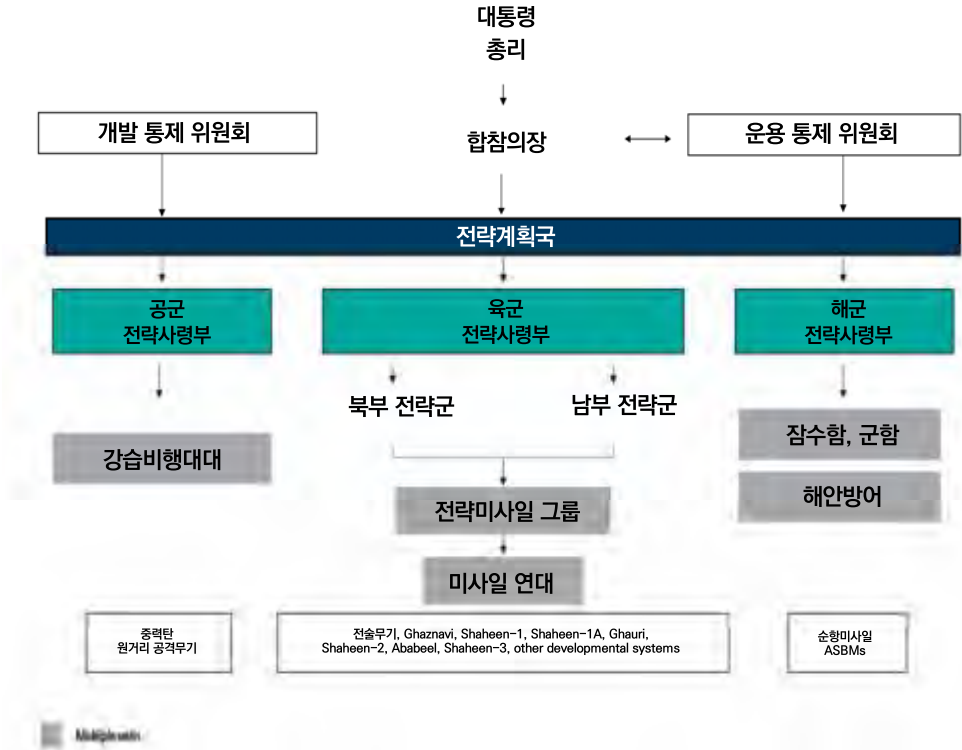 대통령
총리
개발 통제 위원회
합참의장
운용 통제 위원회
전략계획국
공군
전략사령부
육군
전략사령부
해군
전략사령부
북부 전략군
남부 전략군
강습비행대대
잠수함, 군함
해안방어
전략미사일 그룹
미사일 연대
중력탄
원거리 공격무기
전술무기, Ghaznavi, Shaheen-1, Shaheen-1A, Ghauri,
Shaheen-2, Ababeel, Shaheen-3, other developmental systems
순항미사일
ASBMs